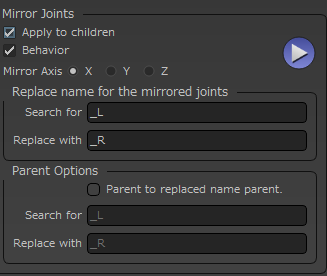 Mirror Joints
Apply to children
Behavior
Mirror Axis X Y Z
Replace name for the mirrored joints
Search for _L
Replace with _R
Parent Options
Parent to replaced name parent.
Search for _L
Replace with _R